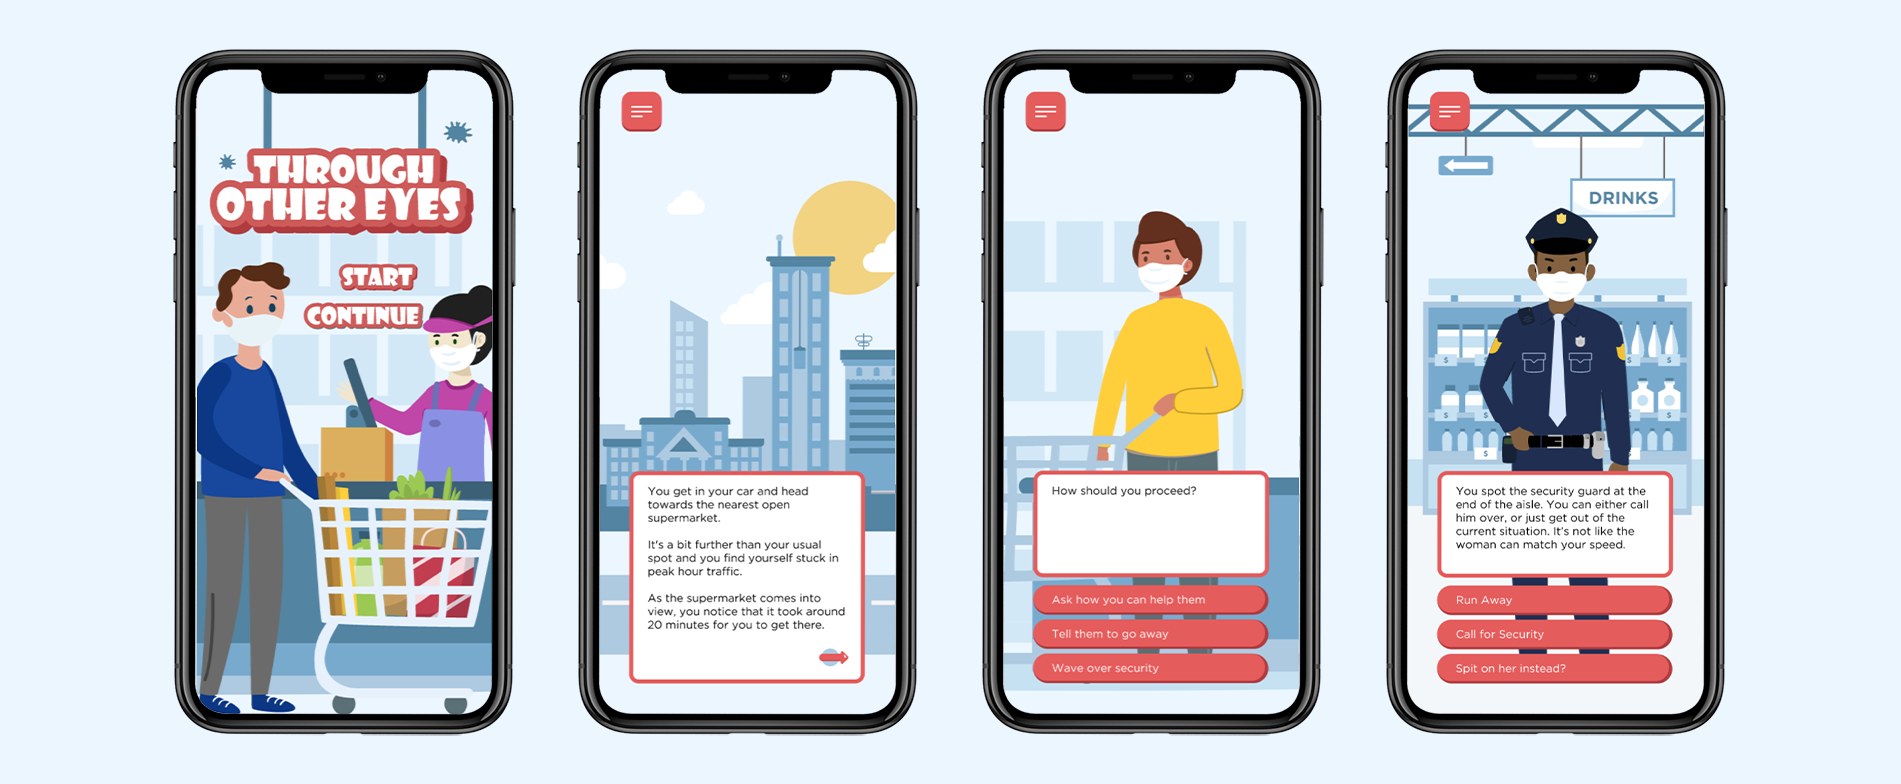 THROUGH
OTHER EYES
START
CONTINUE
You get in your car and head
towards the nearest open
supermarket.
It's a bit further than your usual
spot and you find yourself stuck in
peak hour traffic.
As the supermarket comes into
view, you notice that it took around
20 minutes for you to get there.
How should you proceed?
Ask how you can help them
Tell them to go away
Wave over security
DRINKS
$ $
$ $ $
$ $
You spot the security guard at the
end of the aisle. You can either call
him over, or just get out of the
current situation. It's not like the
woman can match your speed.
Run Away
Call for Security
Spit on her instead?